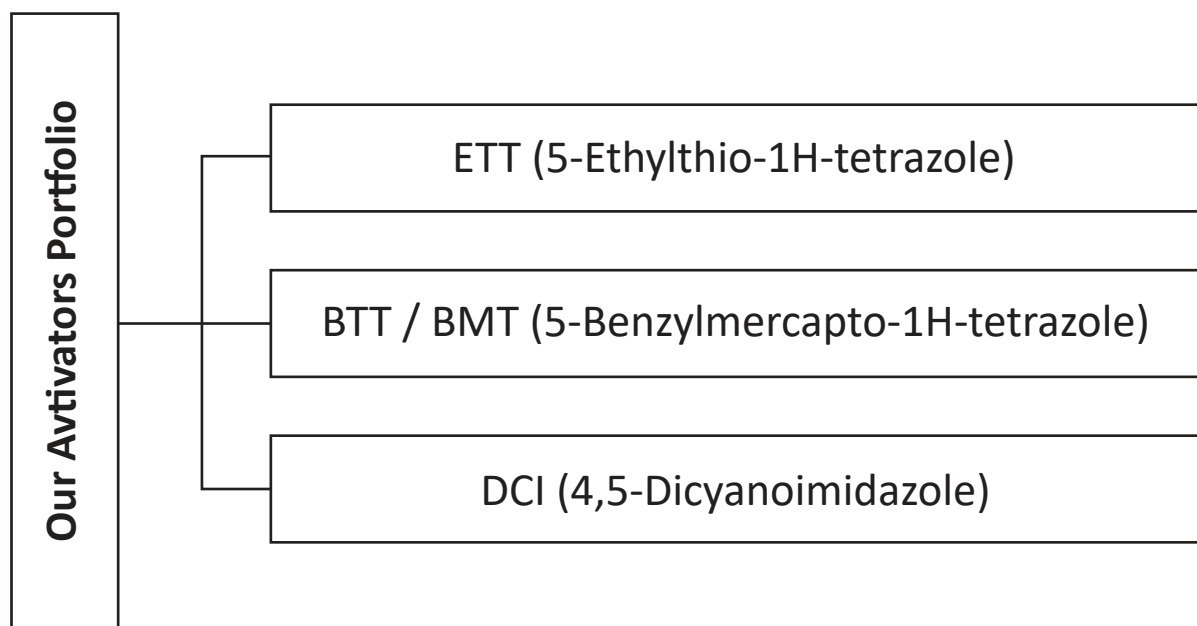 Our Avtivators Portfolio
ETT (5-Ethylthio-1H-tetrazole)
BTT / BMT (5-Benzylmercapto-1H-tetrazole)
DCI (4,5-Dicyanoimidazole)